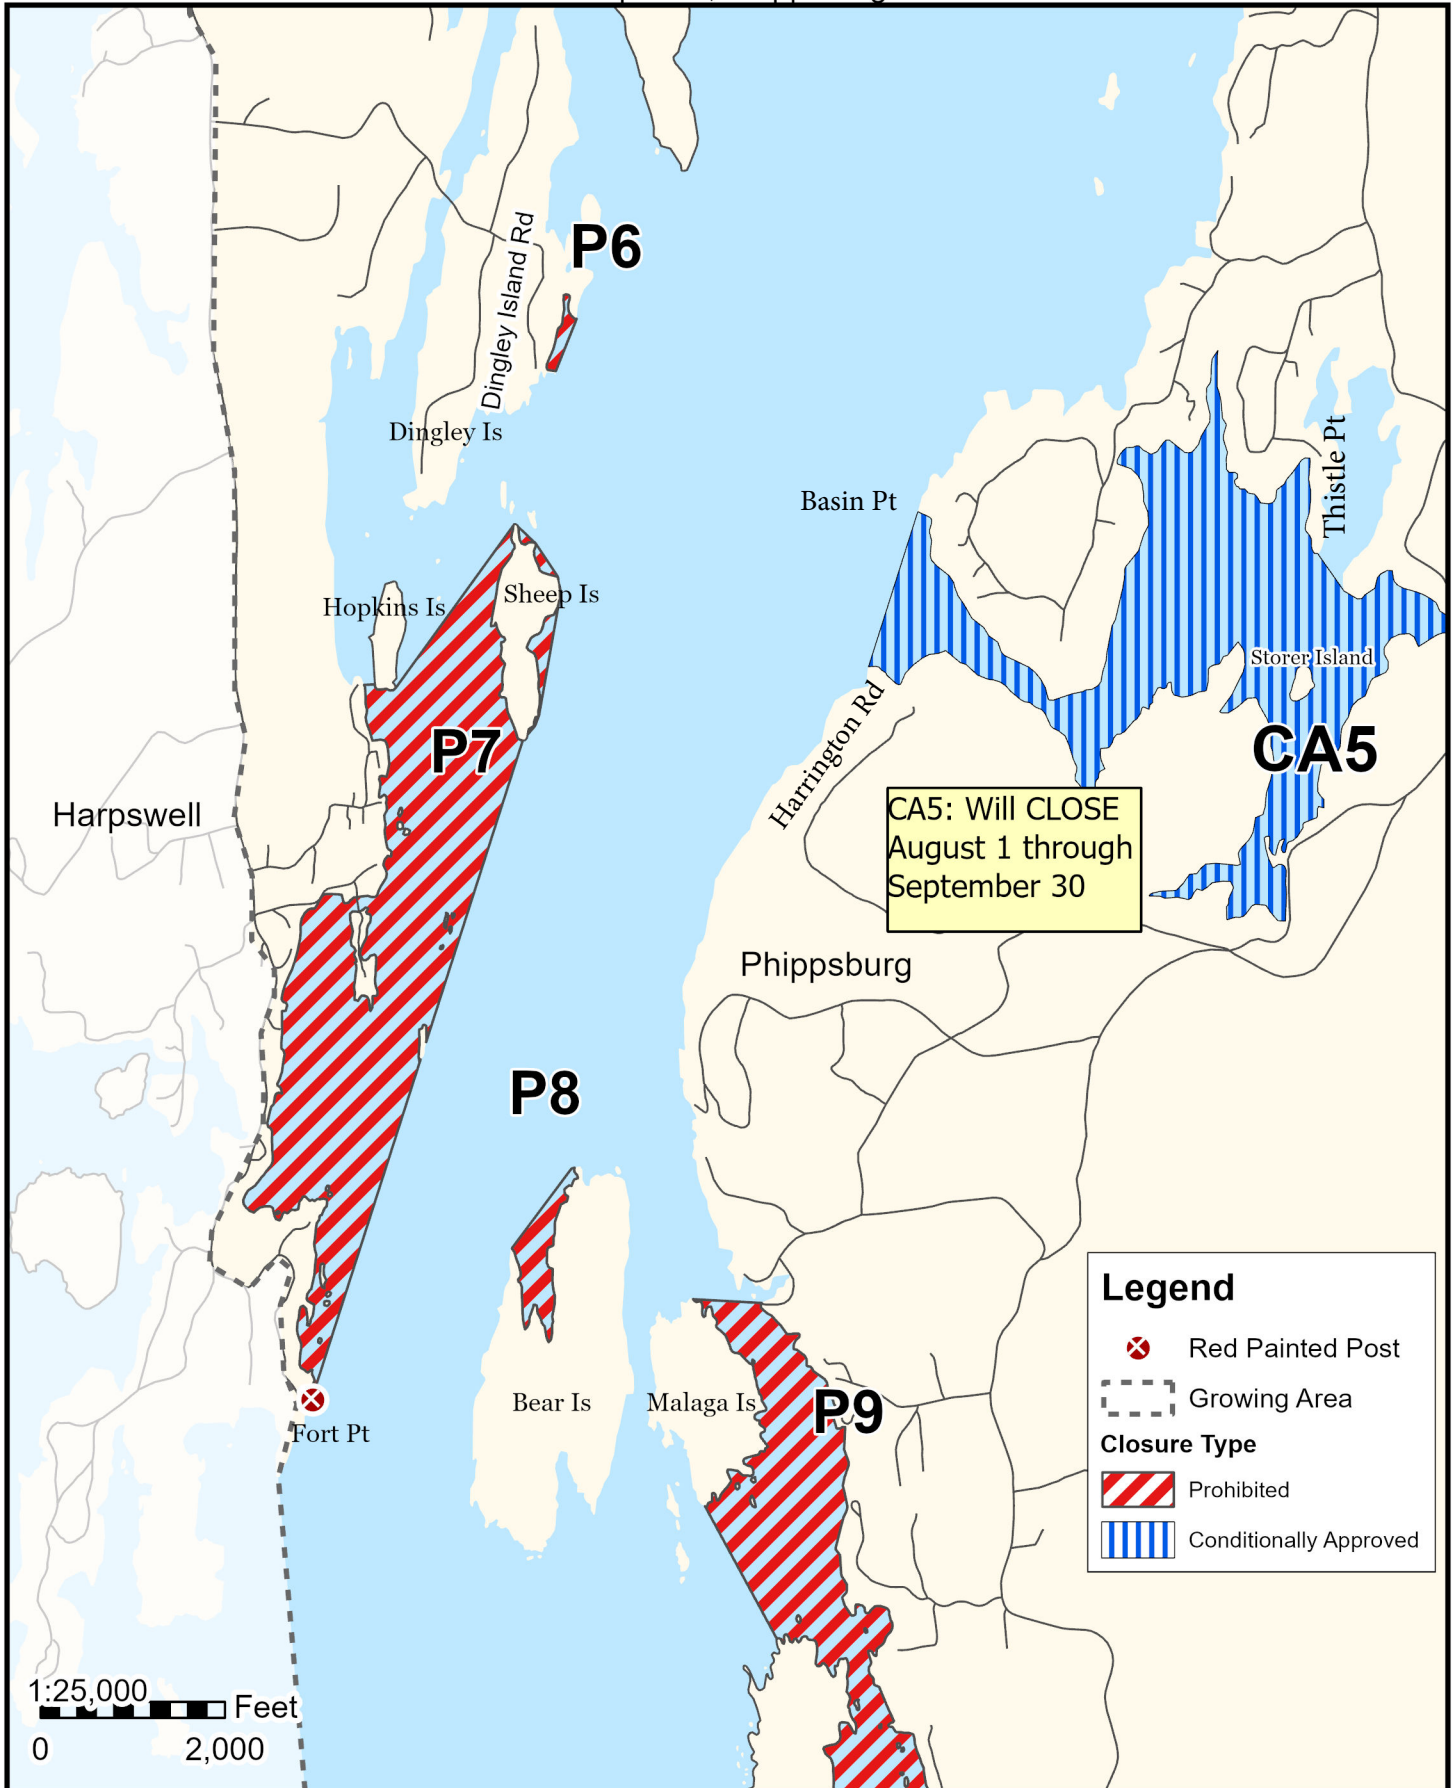 P6
Dingley Island Rd
Dingley Is
Basin Pt
Thistle Pt
Hopkins Is
Sheep Is
Storer Island
P7
Harrington Rd
CA5
Harpswell
CA5: Will CLOSE
August 1 through
September 30
Phippsburg
P8
Legend
Red Painted Post
Growing Area
Closure Type
Prohibited
Conditionally Approved
Bear Is
Malaga Is
P9
Fort Pt
1:25,000
Feet
0 2,000